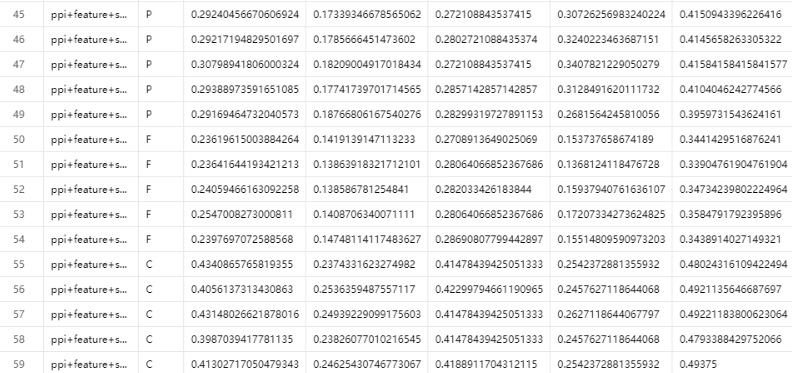 45 ppi+feature+s... P 0.29240456670606924 0.17339346678565062 0.272108843537415 0.30726256983240224 0.4150943396226416
46 ppi+feature+s... P 0.29217194829501697 0.1785666451473602 0.2802721088435374 0.3240223463687151 0.4145658263305322
47 ppi+feature+s... P 0.30798941806000324 0.18209004917018434 0.272108843537415 0.3407821229050279 0.41584158415841577
48 ppi+feature+s... P 0.29388973591651085 0.17741739701714565 0.2857142857142857 0.3128491620111732 0.4104046242774566
49 ppi+feature+s... P 0.29169464732040573 0.18766806167540276 0.28299319727891153 0.2681564245810056 0.3959731543624161
50 ppi+feature+s... F 0.23619615003884264 0.1419139147113233 0.2708913649025069 0.153737658674189 0.3441429516876241
51 ppi+feature+s... F 0.23641644193421213 0.13863918321712101 0.28064066852367686 0.1368124118476728 0.33904761904761904
52 ppi+feature+s... F 0.24059466163092258 0.138586781254841 0.282033426183844 0.15937940761636107 0.34734239802224964
53 ppi+feature+s... F 0.2547008273000811 0.1408706340071111 0.28064066852367686 0.17207334273624825 0.3584791792395896
54 ppi+feature+s... F 0.2397697072588568 0.14748114117483627 0.28690807799442897 0.15514809590973203 0.3438914027149321
55 ppi+feature+s... C 0.4340865765819355 0.2374331623274982 0.41478439425051333 0.2542372881355932 0.48024316109422494
56 ppi+feature+s... C 0.4056137313430863 0.2536359487557117 0.42299794661190965 0.2457627118644068 0.4921135646687697
57 ppi+feature+s... C 0.43148026621878016 0.24939229099175603 0.41478439425051333 0.2627118644067797 0.49221183800623064
58 ppi+feature+s... C 0.3987039417781135 0.23826077010216545 0.41478439425051333 0.2457627118644068 0.4793388429752066
59 ppi+feature+s... C 0.41302717050479343 0.24625430746773067 0.4188911704312115 0.2542372881355932 0.49375